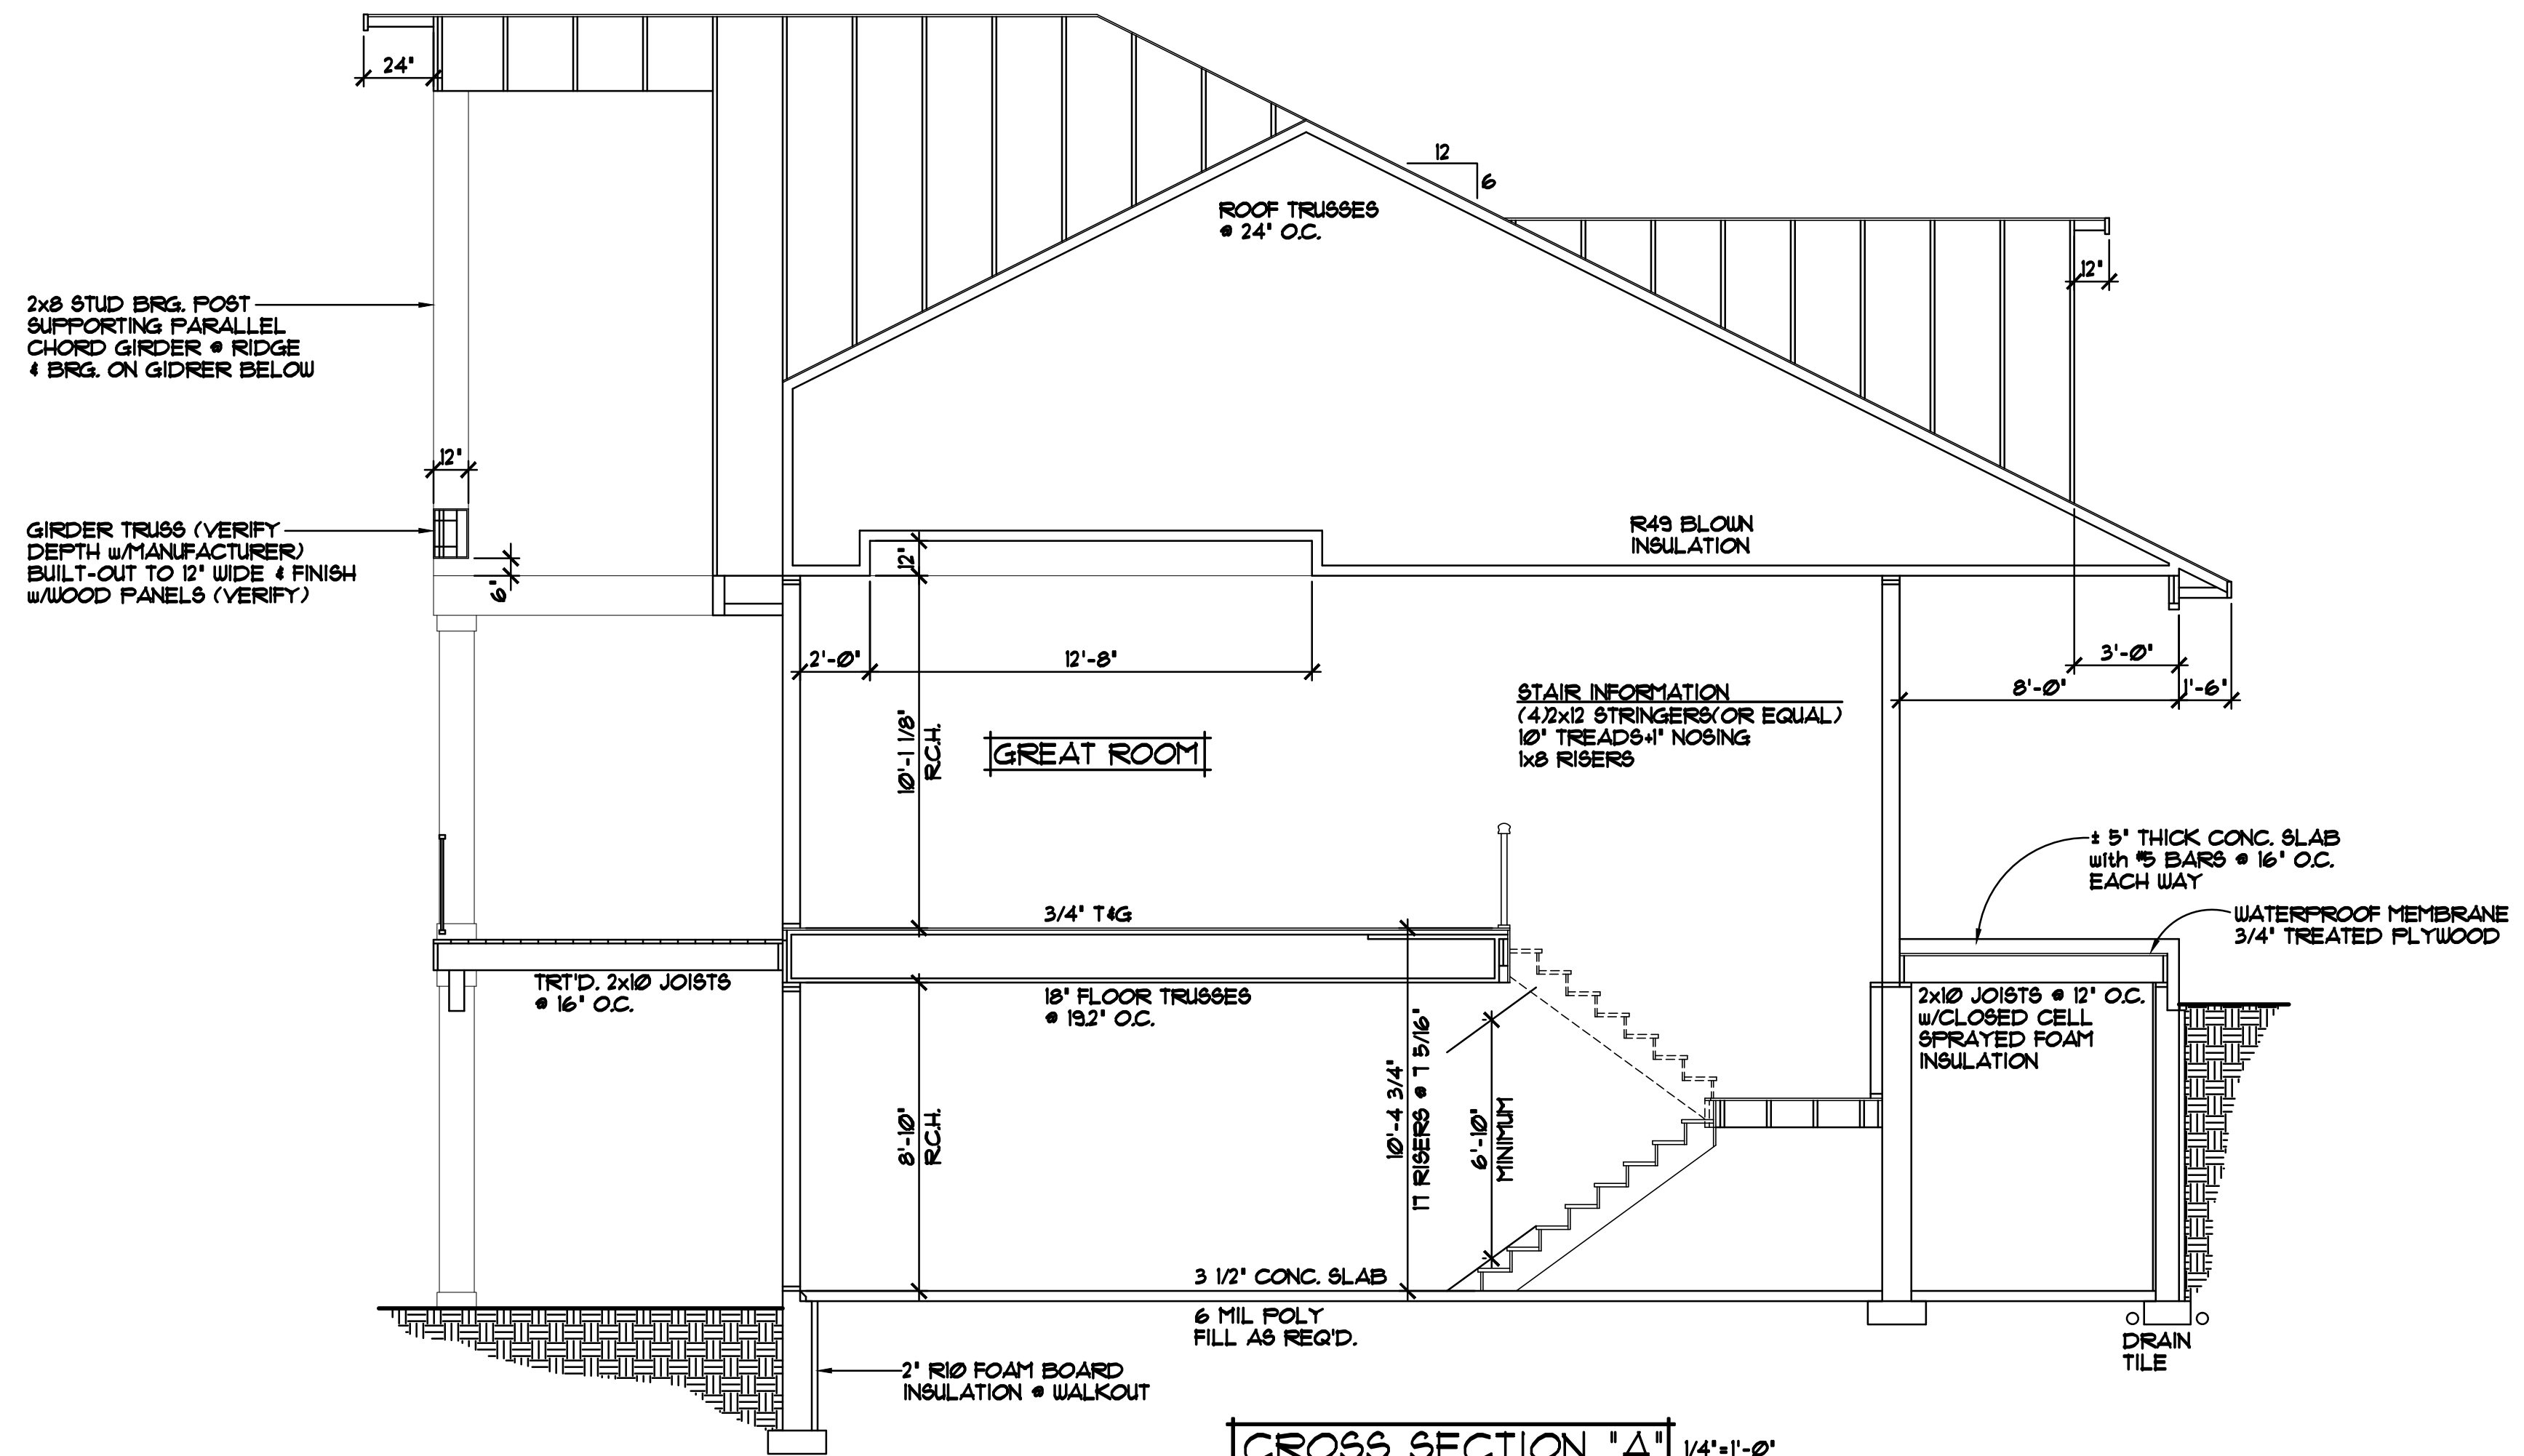 24"
12
6
ROOF TRUSSES
@ 24" O.C.
12"
2x8 STUD BRG. POST
SUPPORTING PARALLEL
CHORD GIRDER @ RIDGE
& BRG. ON GIDRER BELOW
12"
GIRDER TRUSS (VERIFY
DEPTH w/MANUFACTURER)
BUILT-OUT TO 12" WIDE & FINISH
w/WOOD PANELS (VERIFY)
6"
12"
R49 BLOWN
INSULATION
2'-0"
12'-8"
3'-0"
8'-0"
1'-6"
10'-1 1/8"
R.C.H.
GREAT ROOM
STAIR INFORMATION
(4)2x12 STRINGERS(OR EQUAL)
10" TREADS+1" NOSING
1x8 RISERS
± 5" THICK CONC. SLAB
with #5 BARS @ 16" O.C.
EACH WAY
WATERPROOF MEMBRANE
3/4" TREATED PLYWOOD
3/4" T&G
TRT'D. 2x10 JOISTS
@ 16" O.C.
18" FLOOR TRUSSES
@ 19.2" O.C.
2x10 JOISTS @ 12" O.C.
w/CLOSED CELL
SPRAYED FOAM
INSULATION
8'-10"
R.C.H.
10'-4 3/4"
17 RISERS @ 7 5/16"
6'-10"
MINIMUM
3 1/2" CONC. SLAB
6 MIL POLY
FILL AS REQ'D.
DRAIN
TILE
2" R10 FOAM BOARD
INSULATION @ WALKOUT
CROSS SECTION "A" 1/4"=1'-0"